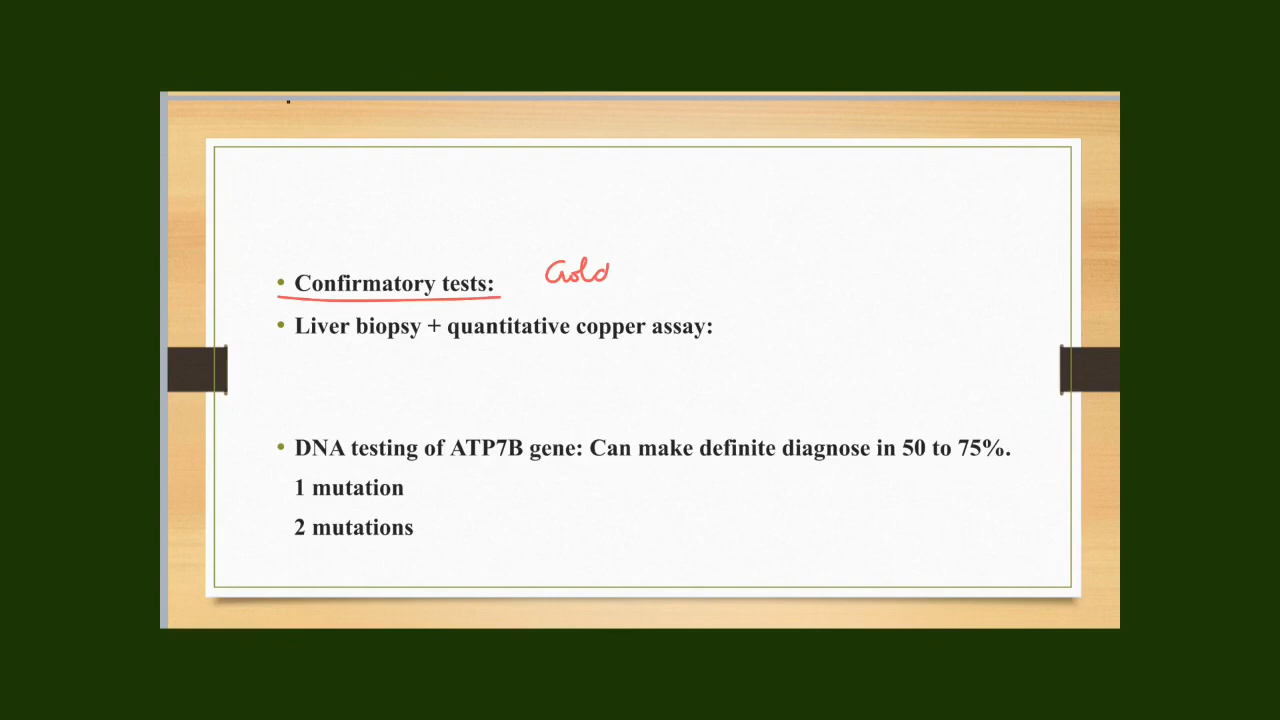 • Confirmatory tests: Gold
• Liver biopsy + quantitative copper assay:
• DNA testing of ATP7B gene: Can make definite diagnose in 50 to 75%.
1 mutation
2 mutations